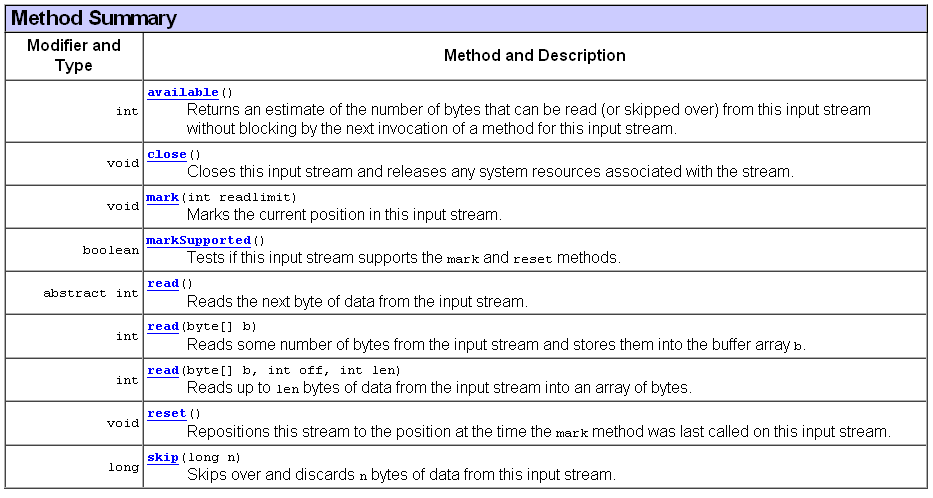 Method Summary
Modifier and Type
Method and Description
int
available()
Returns an estimate of the number of bytes that can be read (or skipped over) from this input stream
without blocking by the next invocation of a method for this input stream.
void
close()
Closes this input stream and releases any system resources associated with the stream.
void
mark(int readlimit)
Marks the current position in this input stream.
boolean
markSupported()
Tests if this input stream supports the mark and reset methods.
abstract int
read()
Reads the next byte of data from the input stream.
int
read(byte[] b)
Reads some number of bytes from the input stream and stores them into the buffer array b.
int
read(byte[] b, int off, int len)
Reads up to len bytes of data from the input stream into an array of bytes.
void
reset()
Repositions this stream to the position at the time the mark method was last called on this input stream.
long
skip(long n)
Skips over and discards n bytes of data from this input stream.